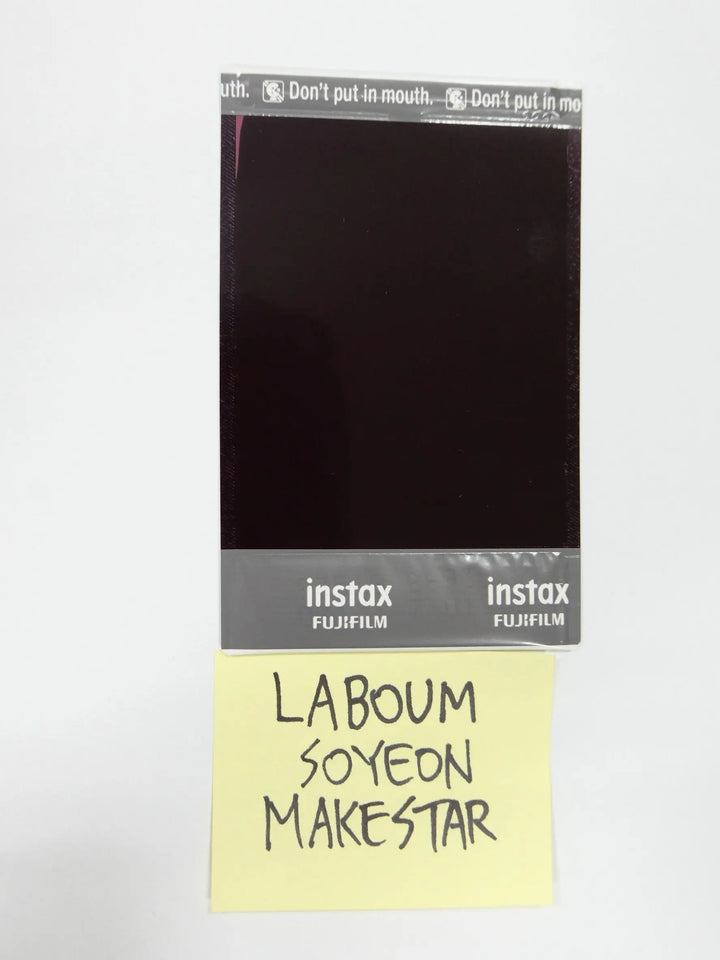 uth. Don't put in mouth. Don't put in mo
instax instax
FUJIFILM FUJIFILM
LABOUM
SOYEON
MAKESTAR